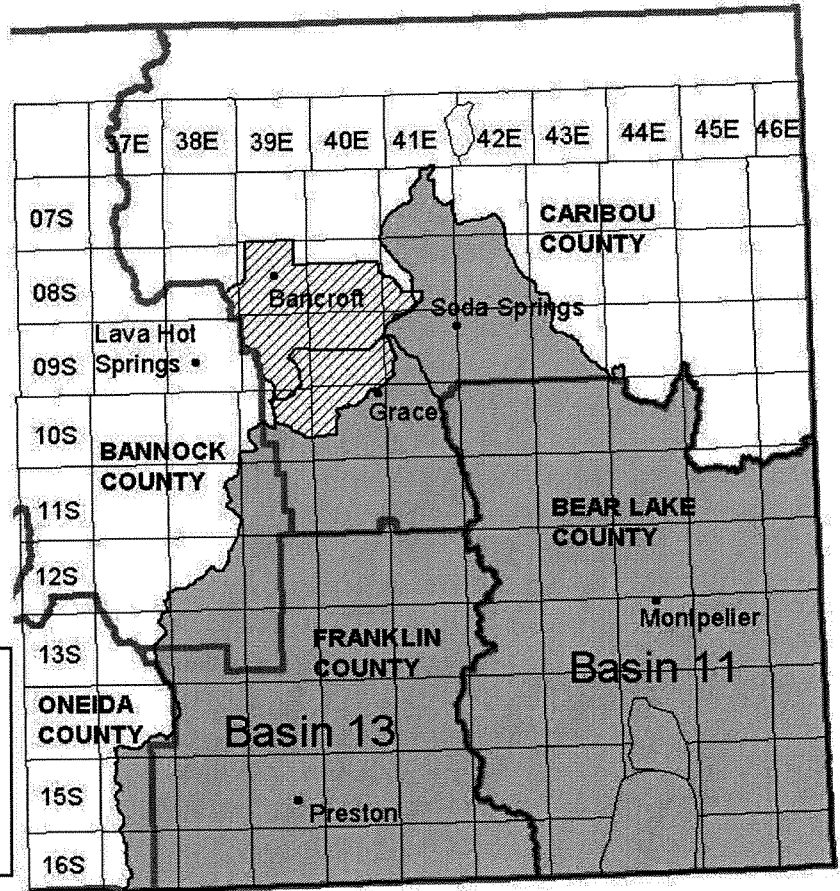 37E 38E 39E 40E 41E 42E 43E 44E 45E 46E
07S
CARIBOU
COUNTY
08S
Bancroft
Soda Springs
Lava Hot
Springs
09S
Grace
10S
BANNOCK
COUNTY
11S
BEAR LAKE
COUNTY
12S
Montpelier
13S
FRANKLIN
COUNTY
Basin 11
ONEIDA
COUNTY
Basin 13
15S
Preston
16S